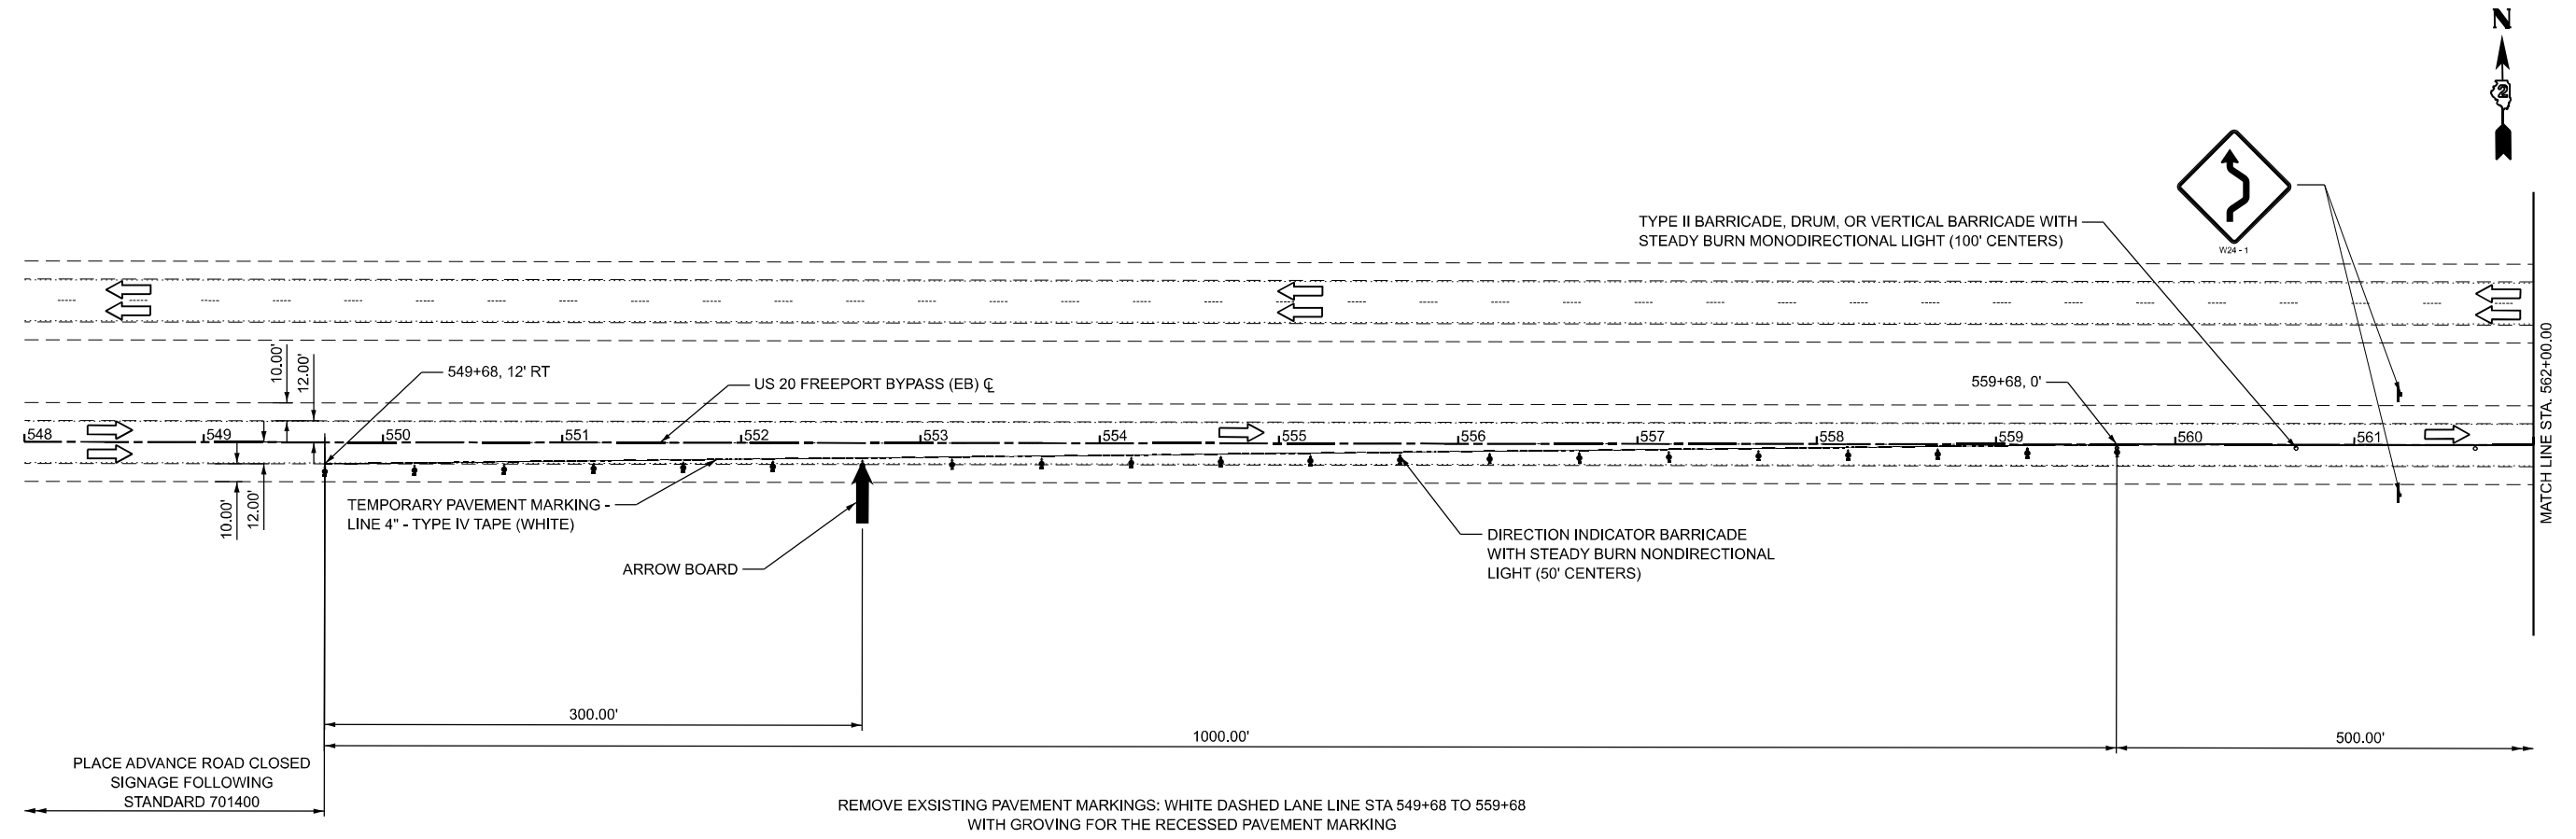 N
2
W24 - 1
TYPE II BARRICADE, DRUM, OR VERTICAL BARRICADE WITH
STEADY BURN MONODIRECTIONAL LIGHT (100' CENTERS)
MATCH LINE STA. 562+00.00
10.00'
12.00'
549+68, 12' RT
US 20 FREEPORT BYPASS (EB) ℄
559+68, 0'
548
549
550
551
552
553
554
555
556
557
558
559
560
561
10.00'
12.00'
TEMPORARY PAVEMENT MARKING -
LINE 4" - TYPE IV TAPE (WHITE)
ARROW BOARD
DIRECTION INDICATOR BARRICADE
WITH STEADY BURN NONDIRECTIONAL
LIGHT (50' CENTERS)
300.00'
1000.00'
500.00'
PLACE ADVANCE ROAD CLOSED
SIGNAGE FOLLOWING
STANDARD 701400
REMOVE EXSISTING PAVEMENT MARKINGS: WHITE DASHED LANE LINE STA 549+68 TO 559+68
WITH GROVING FOR THE RECESSED PAVEMENT MARKING